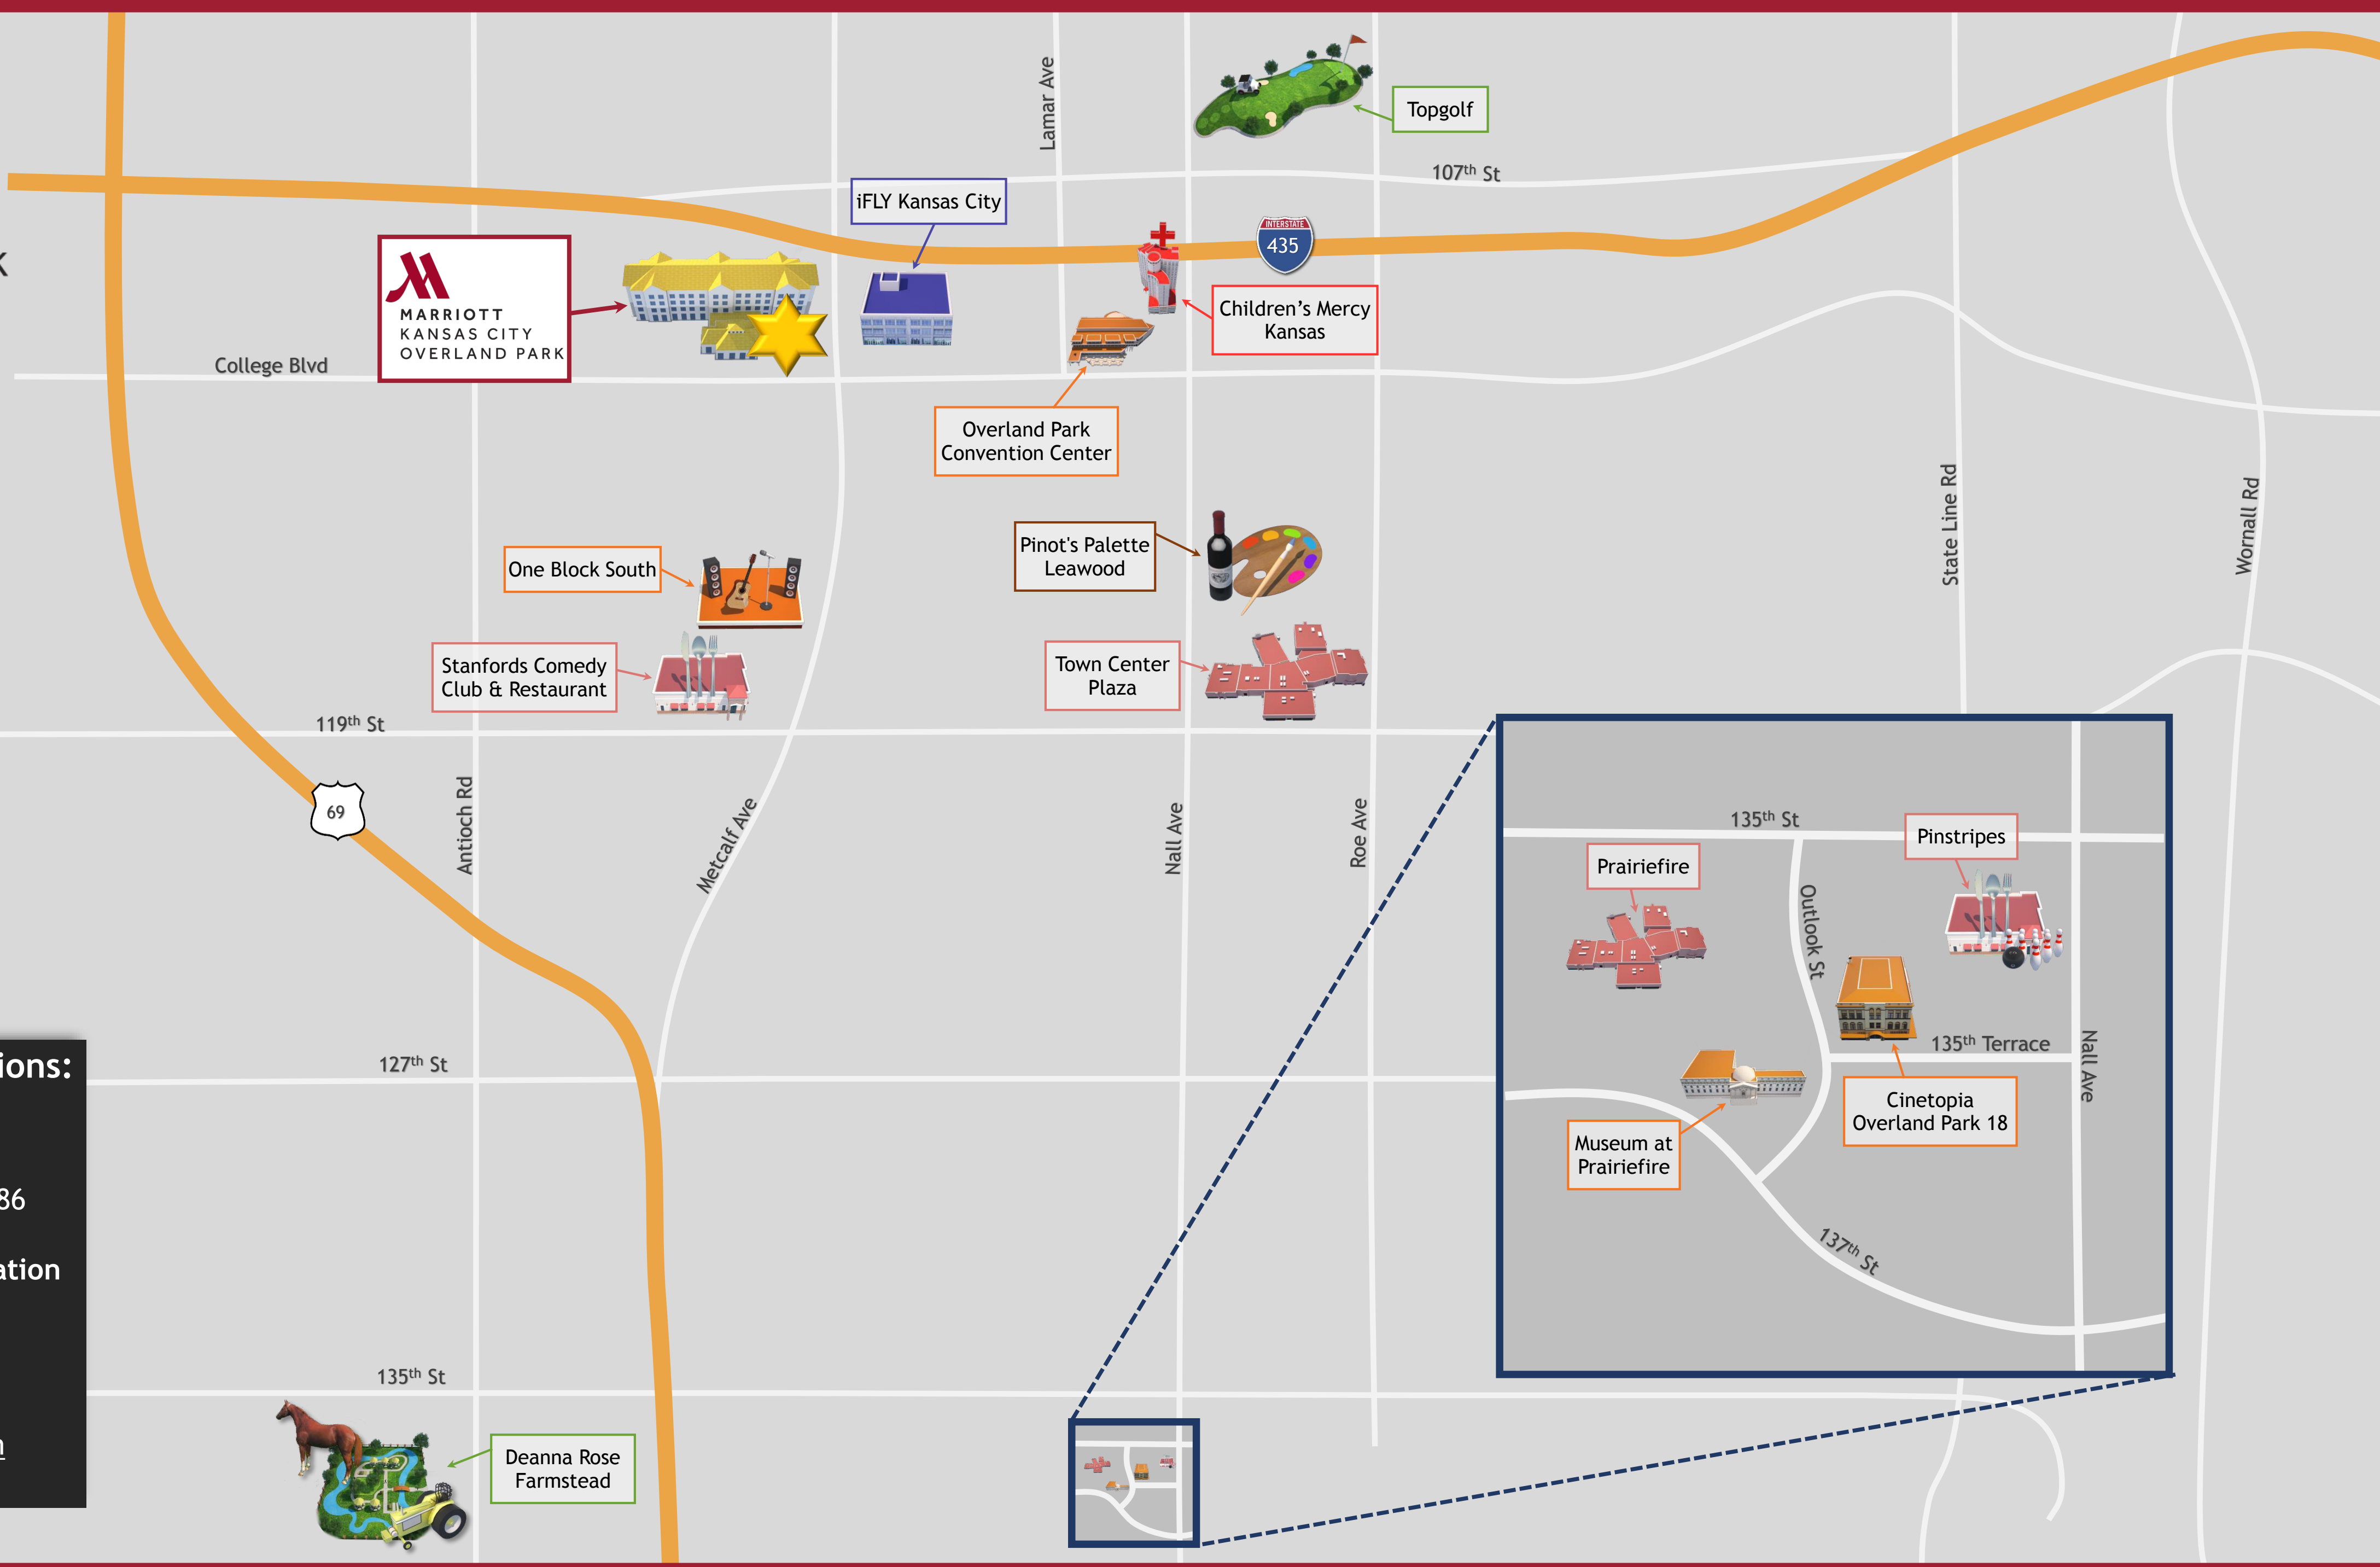 Lamar Ave
Topgolf
107th St
iFLY Kansas City
INTERSTATE
435
MARRIOTT
KANSAS CITY
OVERLAND PARK
Children's Mercy
Kansas
College Blvd
Overland Park
Convention Center
State Line Rd
Wornall Rd
One Block South
Pinot's Palette
Leawood
Stanfords Comedy
Club & Restaurant
Town Center
Plaza
119th St
69
Antioch Rd
Metcalf Ave
Nall Ave
Roe Ave
135th St
Pinstripes
Prairiefire
Outlook St
135th Terrace
Nall Ave
Cinetopia
Overland Park 18
Museum at
Prairiefire
137th St
ions:
127th St
86
ation
135th St
Deanna Rose
Farmstead